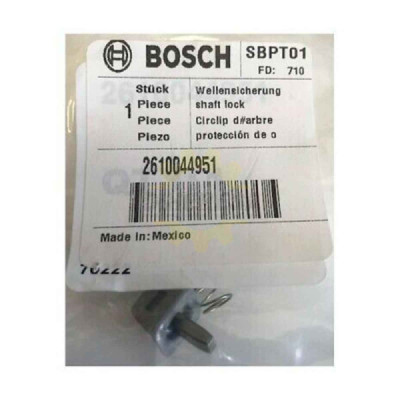 BOSCH
SBPT01
FD: 710
1
Stück Wellensicherung
Piece shaft lock
Piece Circlip d#arbre
Piezo protección de o
2610044951
Made in: Mexico
70222